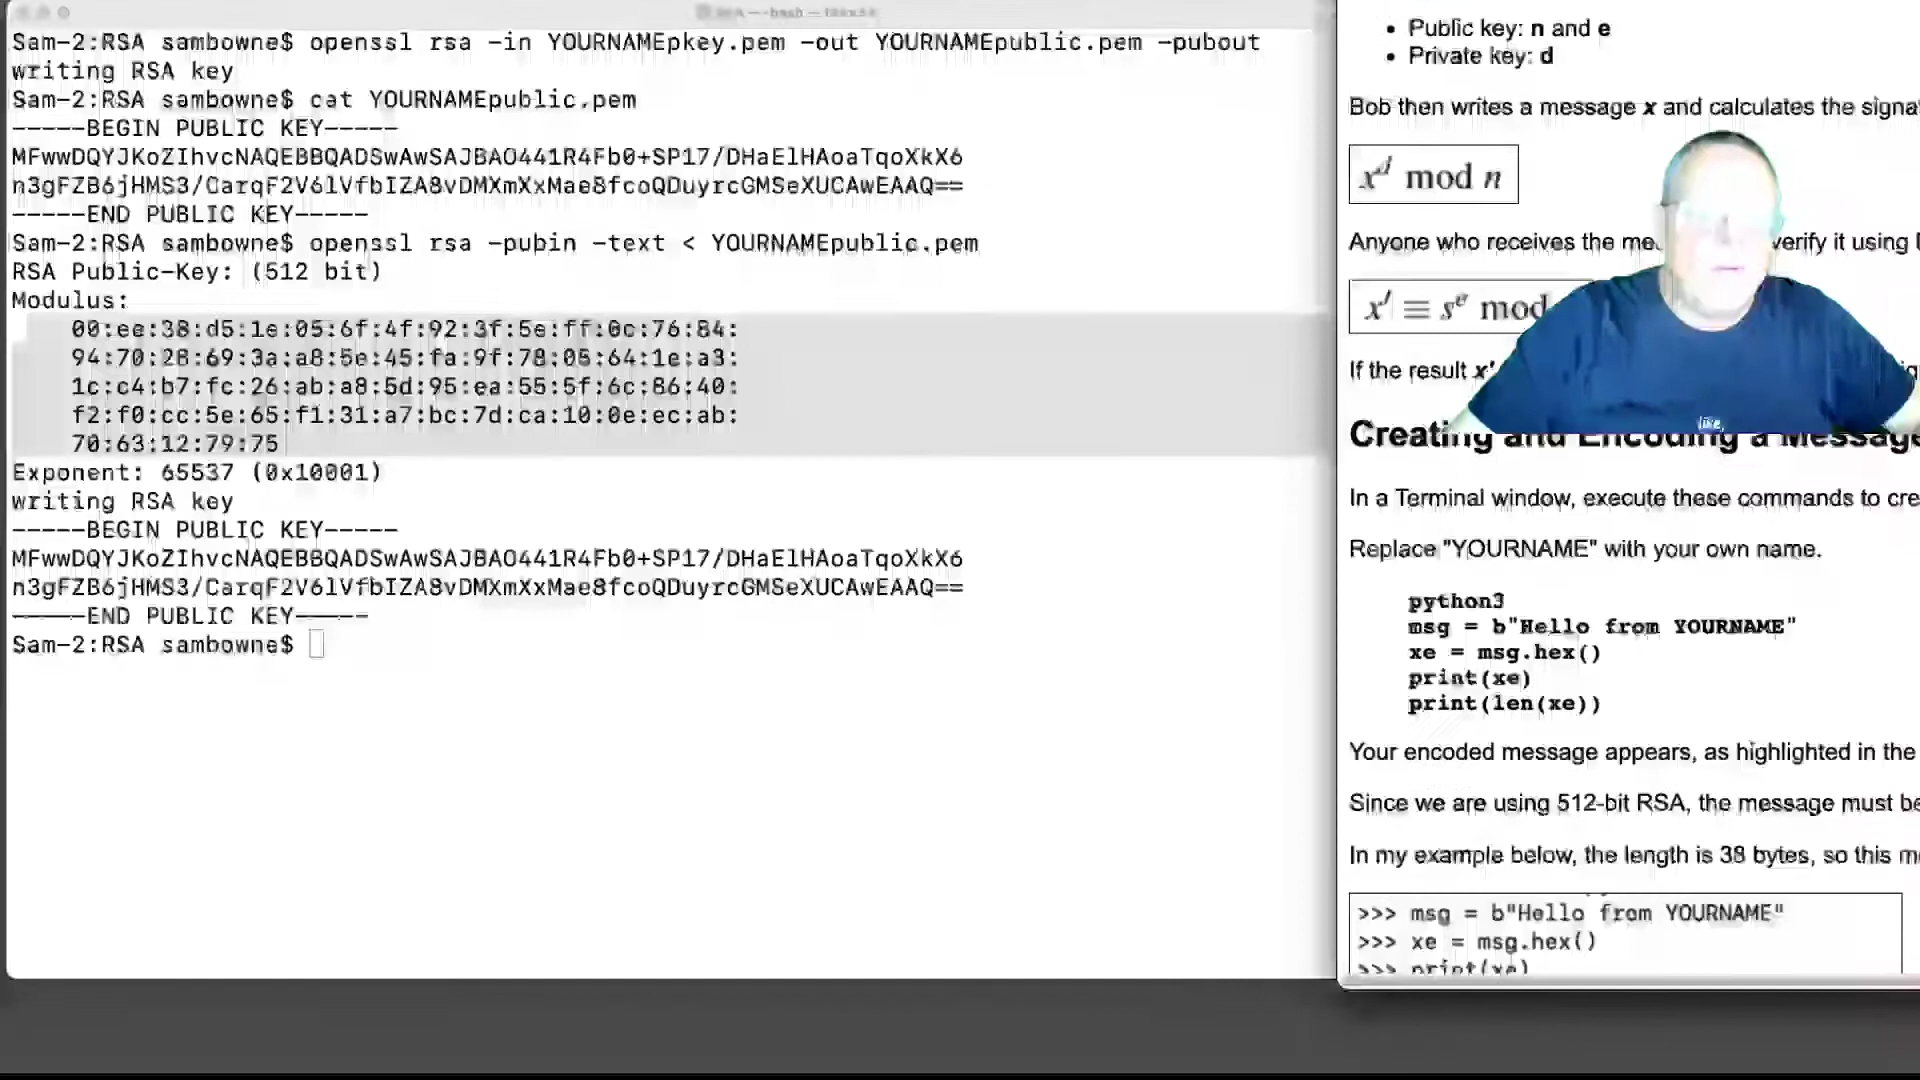 Sam-2:RSA sambowne$ openssl rsa -in YOURNAMEpkey.pem -out YOURNAMEpublic.pem -pubout
writing RSA key
Sam-2:RSA sambowne$ cat YOURNAMEpublic.pem
-----BEGIN PUBLIC KEY-----
MFwwDQYJKoZIhvcNAQEBBQADSwAwSAJBAO441R4Fb0+SP17/DHaElHAoaTqoXkX6
n3gFZB6jHMS3/CarqF2V6lVfbIZA8vDMXmXxMae8fcoQDuyrcGMSeXUCAwEAAQ==
-----END PUBLIC KEY-----
Sam-2:RSA sambowne$ openssl rsa -pubin -text < YOURNAMEpublic.pem
RSA Public-Key: (512 bit)
Modulus:
00:ee:38:d5:1e:05:6f:4f:92:3f:5e:ff:0c:76:84:
94:70:28:69:3a:a8:5e:45:fa:9f:78:05:64:1e:a3:
1c:c4:b7:fc:26:ab:a8:5d:95:ea:55:5f:6c:86:40:
f2:f0:cc:5e:65:f1:31:a7:bc:7d:ca:10:0e:ec:ab:
70:63:12:79:75
Exponent: 65537 (0x10001)
writing RSA key
-----BEGIN PUBLIC KEY-----
MFwwDQYJKoZIhvcNAQEBBQADSwAwSAJBAO441R4Fb0+SP17/DHaElHAoaTqoXkX6
n3gFZB6jHMS3/CarqF2V6lVfbIZA8vDMXmXxMae8fcoQDuyrcGMSeXUCAwEAAQ==
-----END PUBLIC KEY-----
Sam-2:RSA sambowne$
• Public key: n and e
• Private key: d
Bob then writes a message x and calculates the signa
x^d mod n
Anyone who receives the verify it using
x' ≡ s^e mod
If the result x'
like,
Creating and Encoding a Message
In a Terminal window, execute these commands to cre
Replace "YOURNAME" with your own name.
python3
msg = b"Hello from YOURNAME"
xe = msg.hex()
print(xe)
print(len(xe))
Your encoded message appears, as highlighted in the
Since we are using 512-bit RSA, the message must be
In my example below, the length is 38 bytes, so this
>>> msg = b"Hello from YOURNAME"
>>> xe = msg.hex()
>>> print(xe)